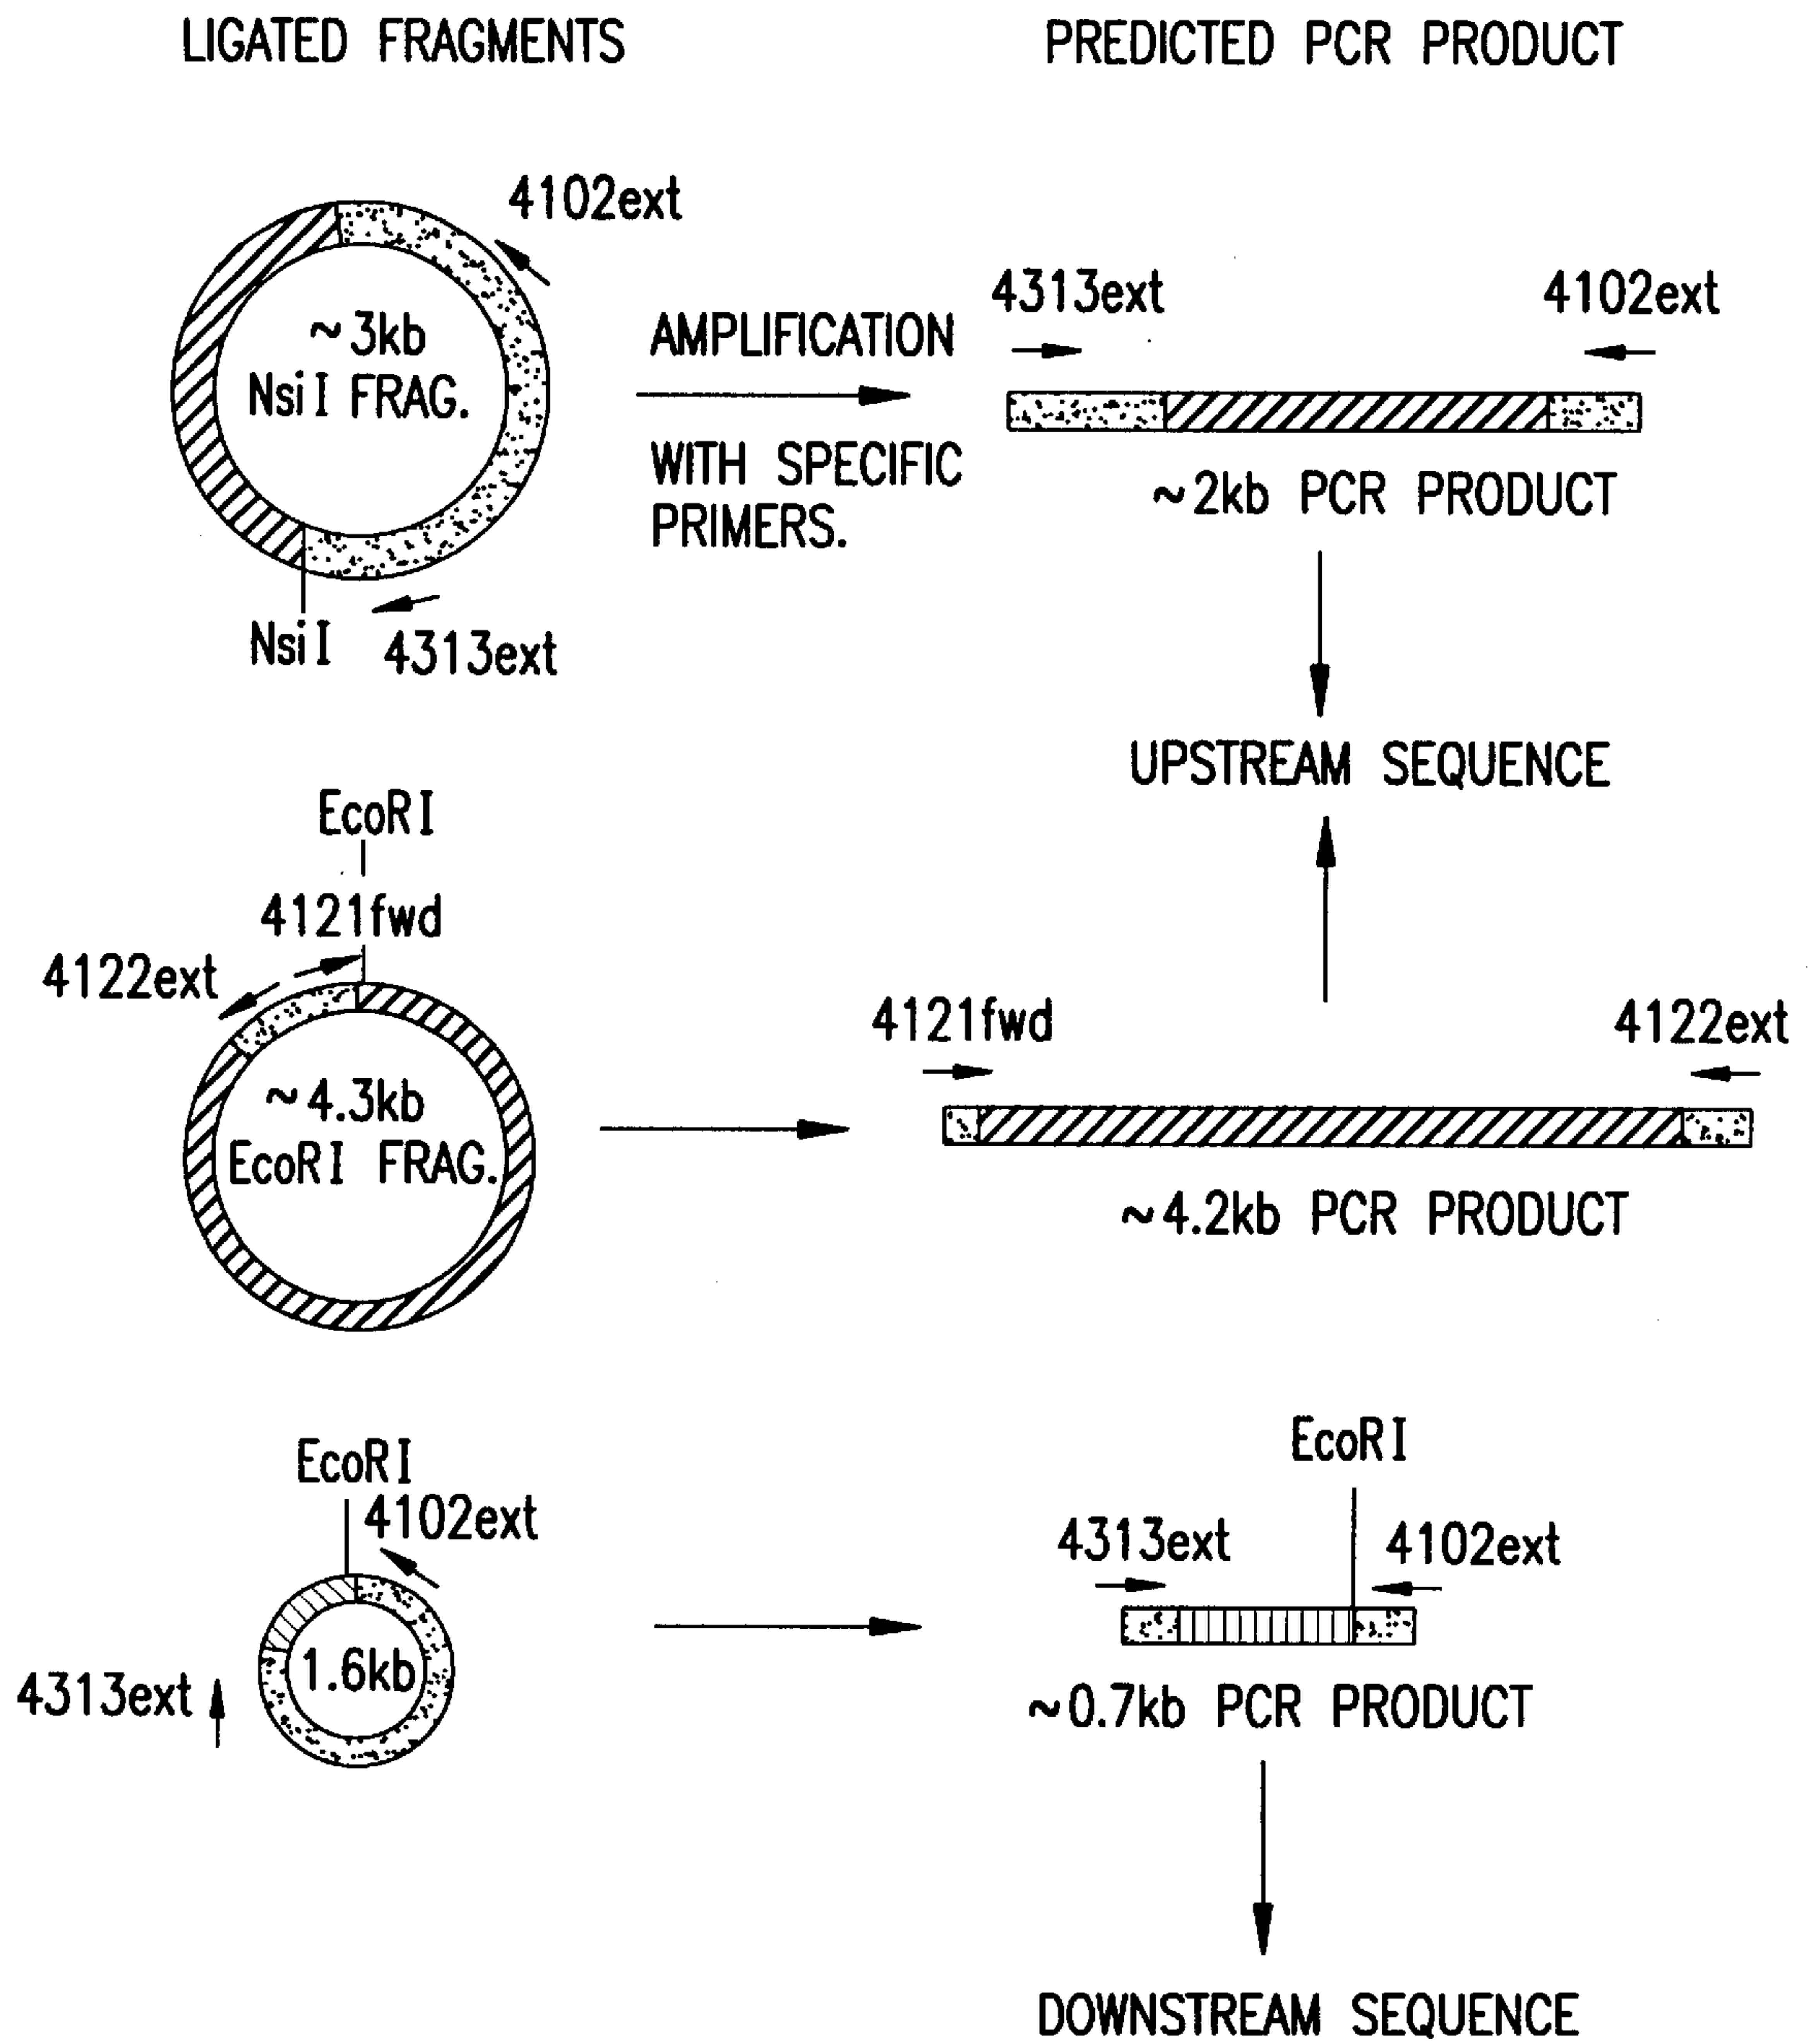 LIGATED FRAGMENTS
PREDICTED PCR PRODUCT
4102ext
~3kb
NsiI FRAG.
NsiI
4313ext
AMPLIFICATION
WITH SPECIFIC
PRIMERS.
4313ext
4102ext
~2kb PCR PRODUCT
UPSTREAM SEQUENCE
EcoRI
4121fwd
4122ext
~4.3kb
EcoRI FRAG.
4121fwd
4122ext
~4.2kb PCR PRODUCT
EcoRI
4102ext
1.6kb
4313ext
EcoRI
4313ext
4102ext
~0.7kb PCR PRODUCT
DOWNSTREAM SEQUENCE